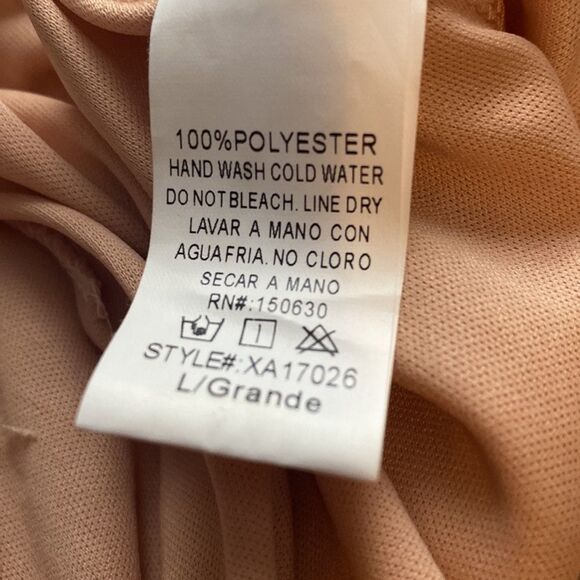 100%POLYESTER
HAND WASH COLD WATER
DO NOT BLEACH. LINE DRY
LAVAR A MANO CON
AGUA FRIA. NO CLORO
SECAR A MANO
RN#:150630
STYLE#:XA17026
L/Grande